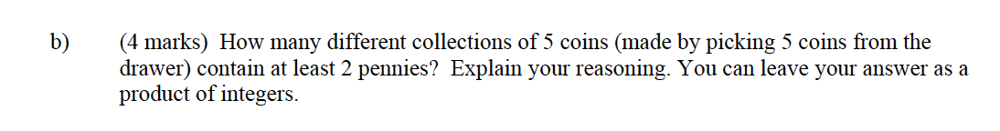 b) (4 marks) How many different collections of 5 coins (made by picking 5 coins from the
drawer) contain at least 2 pennies? Explain your reasoning. You can leave your answer as a
product of integers.